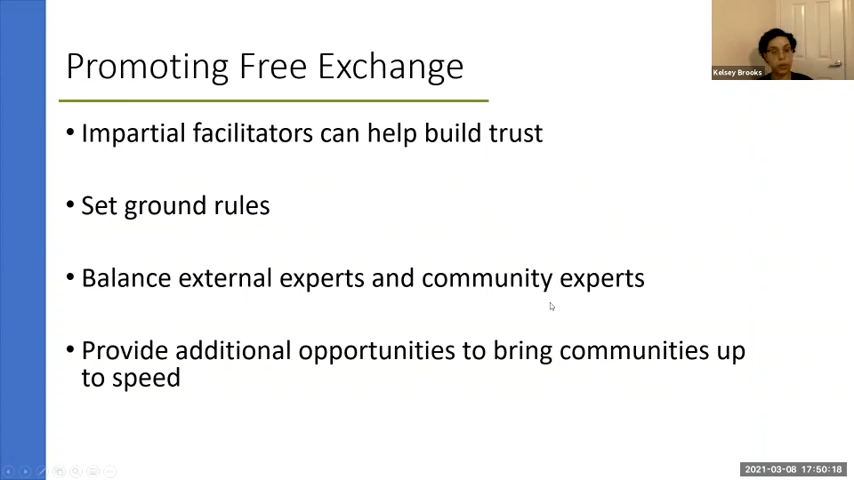 Promoting Free Exchange
Kelsey Brooks
• Impartial facilitators can help build trust
• Set ground rules
• Balance external experts and community experts
• Provide additional opportunities to bring communities up
to speed
2021-03-08 17:50:18